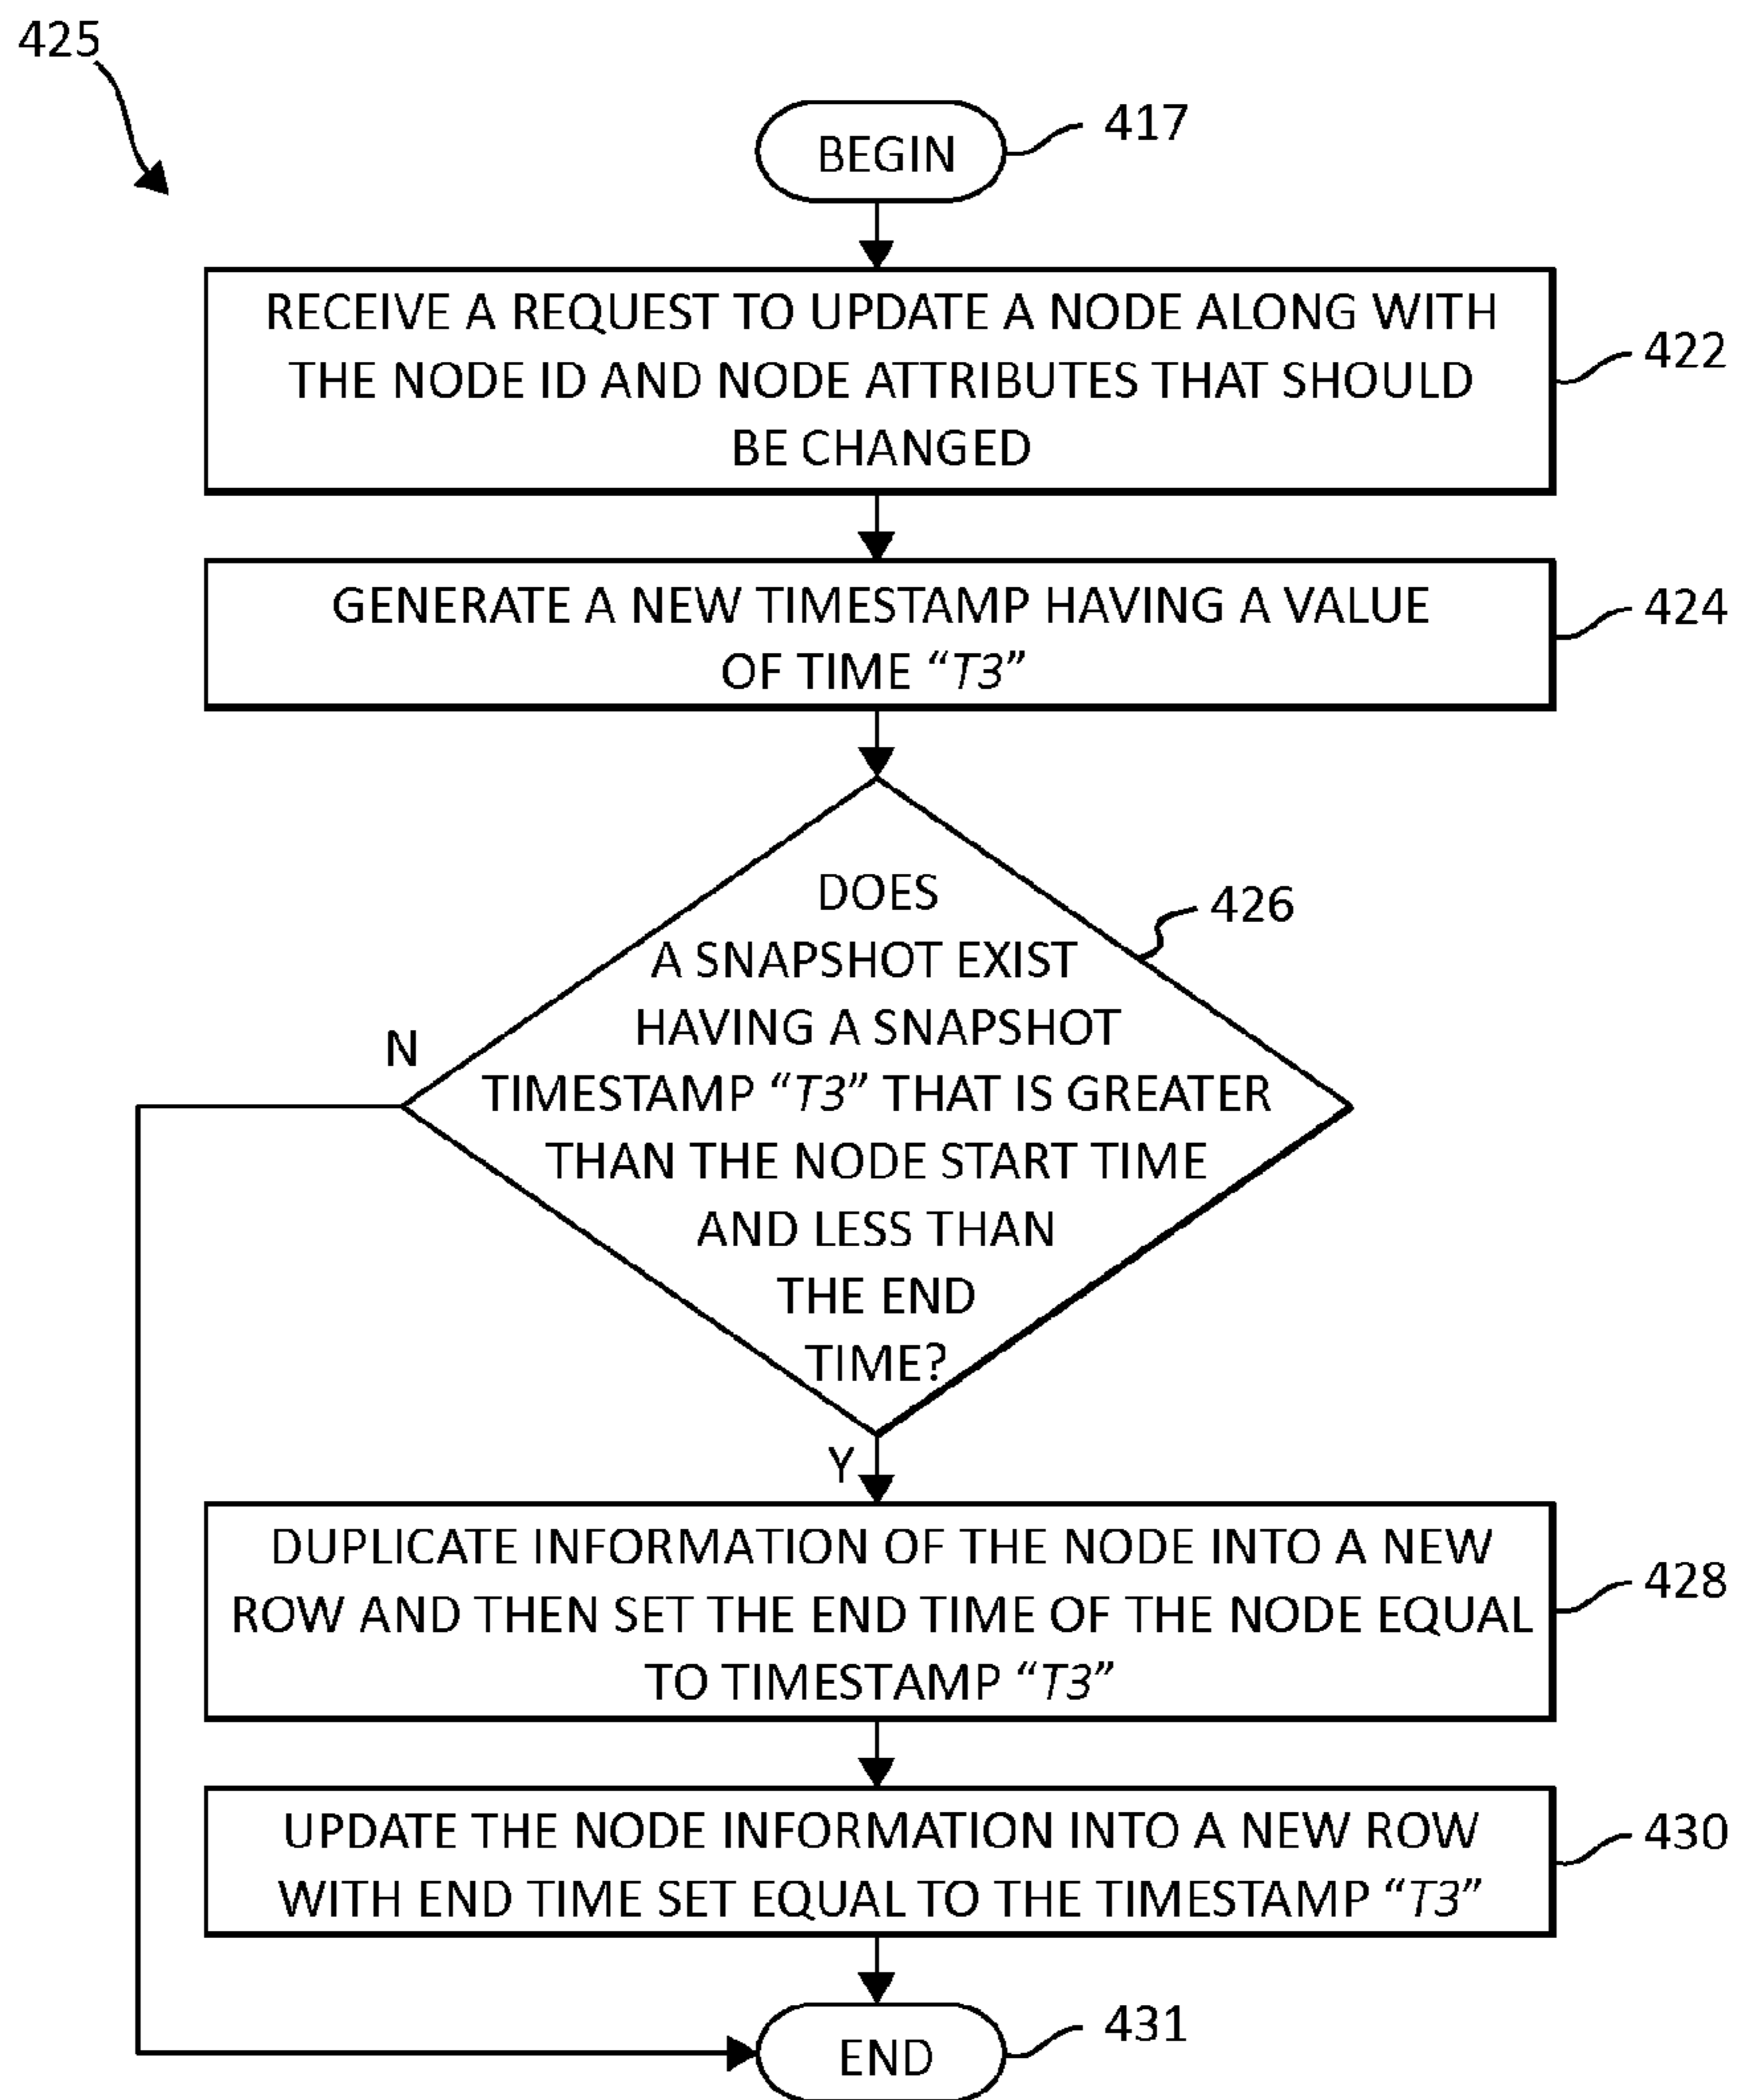 425
BEGIN
417
RECEIVE A REQUEST TO UPDATE A NODE ALONG WITH
THE NODE ID AND NODE ATTRIBUTES THAT SHOULD
BE CHANGED
422
GENERATE A NEW TIMESTAMP HAVING A VALUE
OF TIME “T3”
424
DOES
A SNAPSHOT EXIST
HAVING A SNAPSHOT
TIMESTAMP “T3” THAT IS GREATER
THAN THE NODE START TIME
AND LESS THAN
THE END
TIME?
426
N
Y
DUPLICATE INFORMATION OF THE NODE INTO A NEW
ROW AND THEN SET THE END TIME OF THE NODE EQUAL
TO TIMESTAMP “T3”
428
UPDATE THE NODE INFORMATION INTO A NEW ROW
WITH END TIME SET EQUAL TO THE TIMESTAMP “T3”
430
END
431